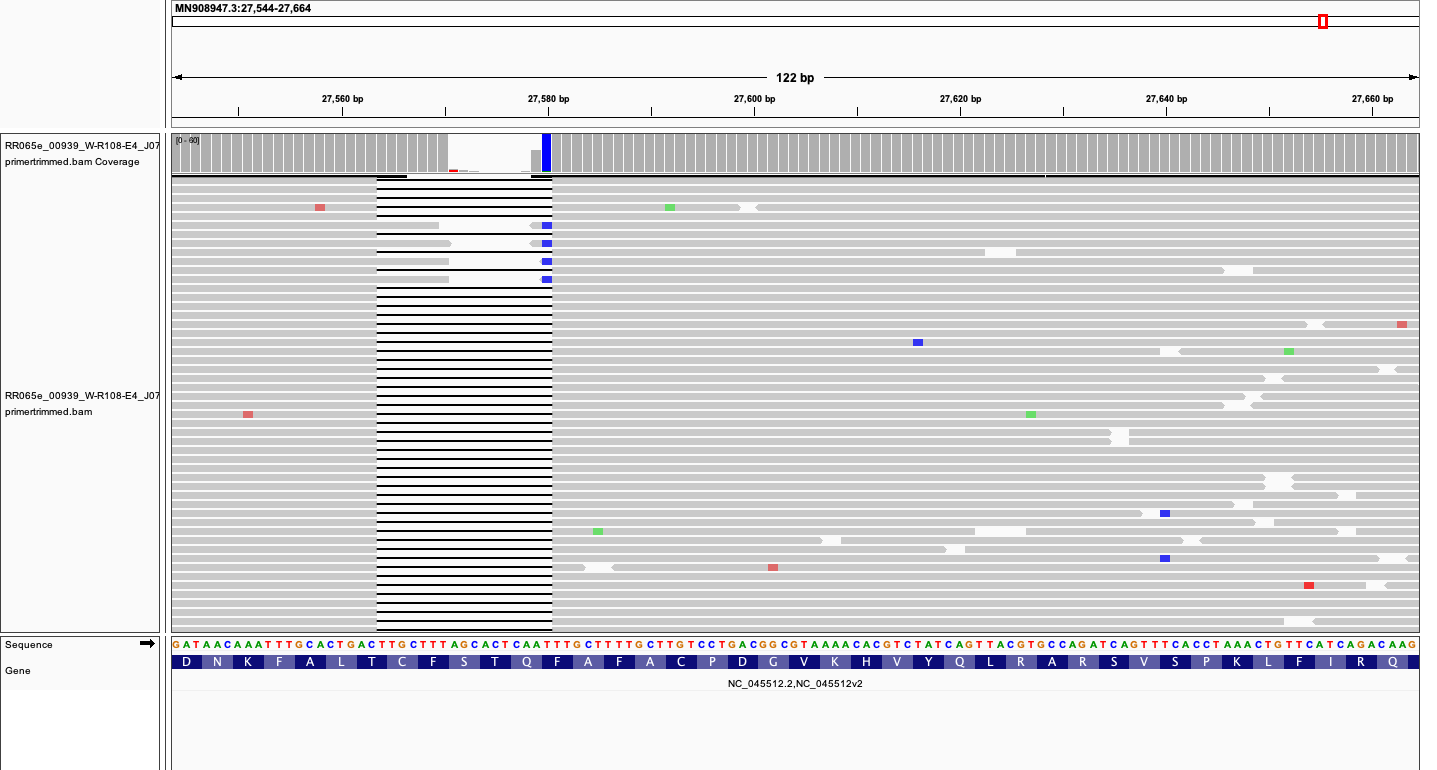 MN908947.3:27,544-27,664
122 bp
27,560 bp 27,580 bp 27,600 bp 27,620 bp 27,640 bp 27,660 bp
RR065e_00939_W-R108-E4_J07
primertrimmed.bam Coverage
[0 - 60]
RR065e_00939_W-R108-E4_J07
primertrimmed.bam
Sequence
GATAACAAATTTGCACTGACTTGCTTTAGCACTCAATTTGCTTTTGCTTGTCCTGACGGCGTAAAACACGTCTATCAGTTACGTGCCAGATCAGTTTCACCTAAACTGTTCATCAGACAAG
Gene
D N K F A L T C F S T Q F A F A C P D G V K H V Y Q L R A R S V S P K L F I R Q
NC_045512.2,NC_045512v2